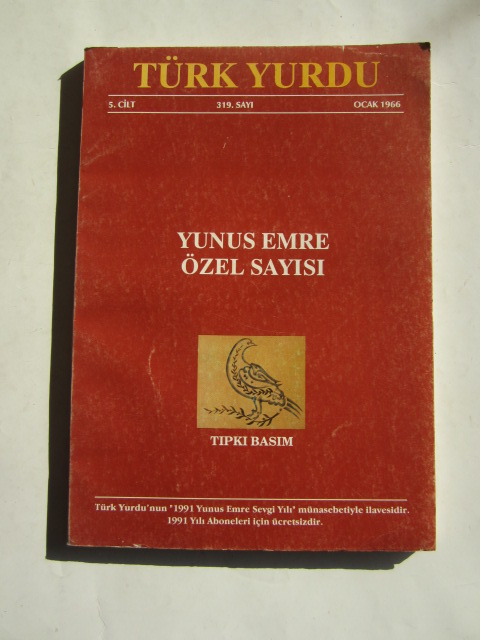 TÜRK YURDU
5. CİLT 319. SAYI OCAK 1966
YUNUS EMRE
ÖZEL SAYISI
TIPKI BASIM
Türk Yurdu'nun "1991 Yunus Emre Sevgi Yılı" münasebetiyle ilavesidir.
1991 Yılı Aboneleri için ücretsizdir.